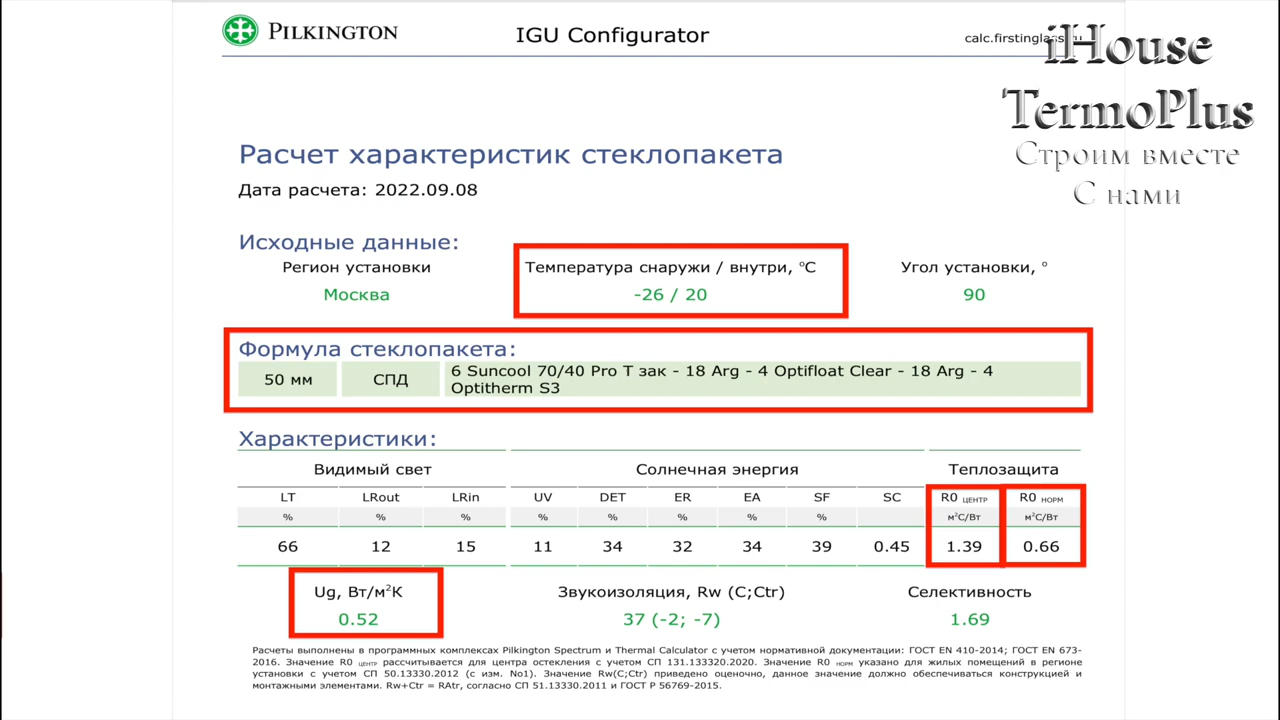 PILKINGTON
IGU Configurator
iHouse
TermoPlus
Строим вместе
С нами
Расчет характеристик стеклопакета
Дата расчета: 2022.09.08
Исходные данные:
Регион установки
Температура снаружи / внутри, °C
Угол установки, °
Москва
-26 / 20
90
Формула стеклопакета:
50 мм
СПД
6 Suncool 70/40 Pro T зак - 18 Arg - 4 Optifloat Clear - 18 Arg - 4
Optitherm S3
Характеристики:
Видимый свет
Солнечная энергия
Теплозащита
LT LRout LRin UV DET ER EA SF SC R0 ЦЕНТР R0 НОРМ
% % % % % % % % м²С/Вт м²С/Вт
66 12 15 11 34 32 34 39 0.45 1.39 0.66
Ug, Вт/м²К
Звукоизоляция, Rw (C;Ctr)
Селективность
0.52
37 (-2; -7)
1.69
Расчеты выполнены в программных комплексах Pilkington Spectrum и Thermal Calculator с учетом нормативной документации: ГОСТ EN 410-2014; ГОСТ EN 673-
2016. Значение R0 ЦЕНТР рассчитывается для центра остекления с учетом СП 131.133320.2020. Значение R0 НОРМ указано для жилых помещений в регионе
установки с учетом СП 50.13330.2012 (с изм. No1). Значение Rw(C;Ctr) приведено оценочно, данное значение должно обеспечиваться конструкцией и
монтажными элементами. Rw+Ctr = RAtr, согласно СП 51.13330.2011 и ГОСТ Р 56769-2015.